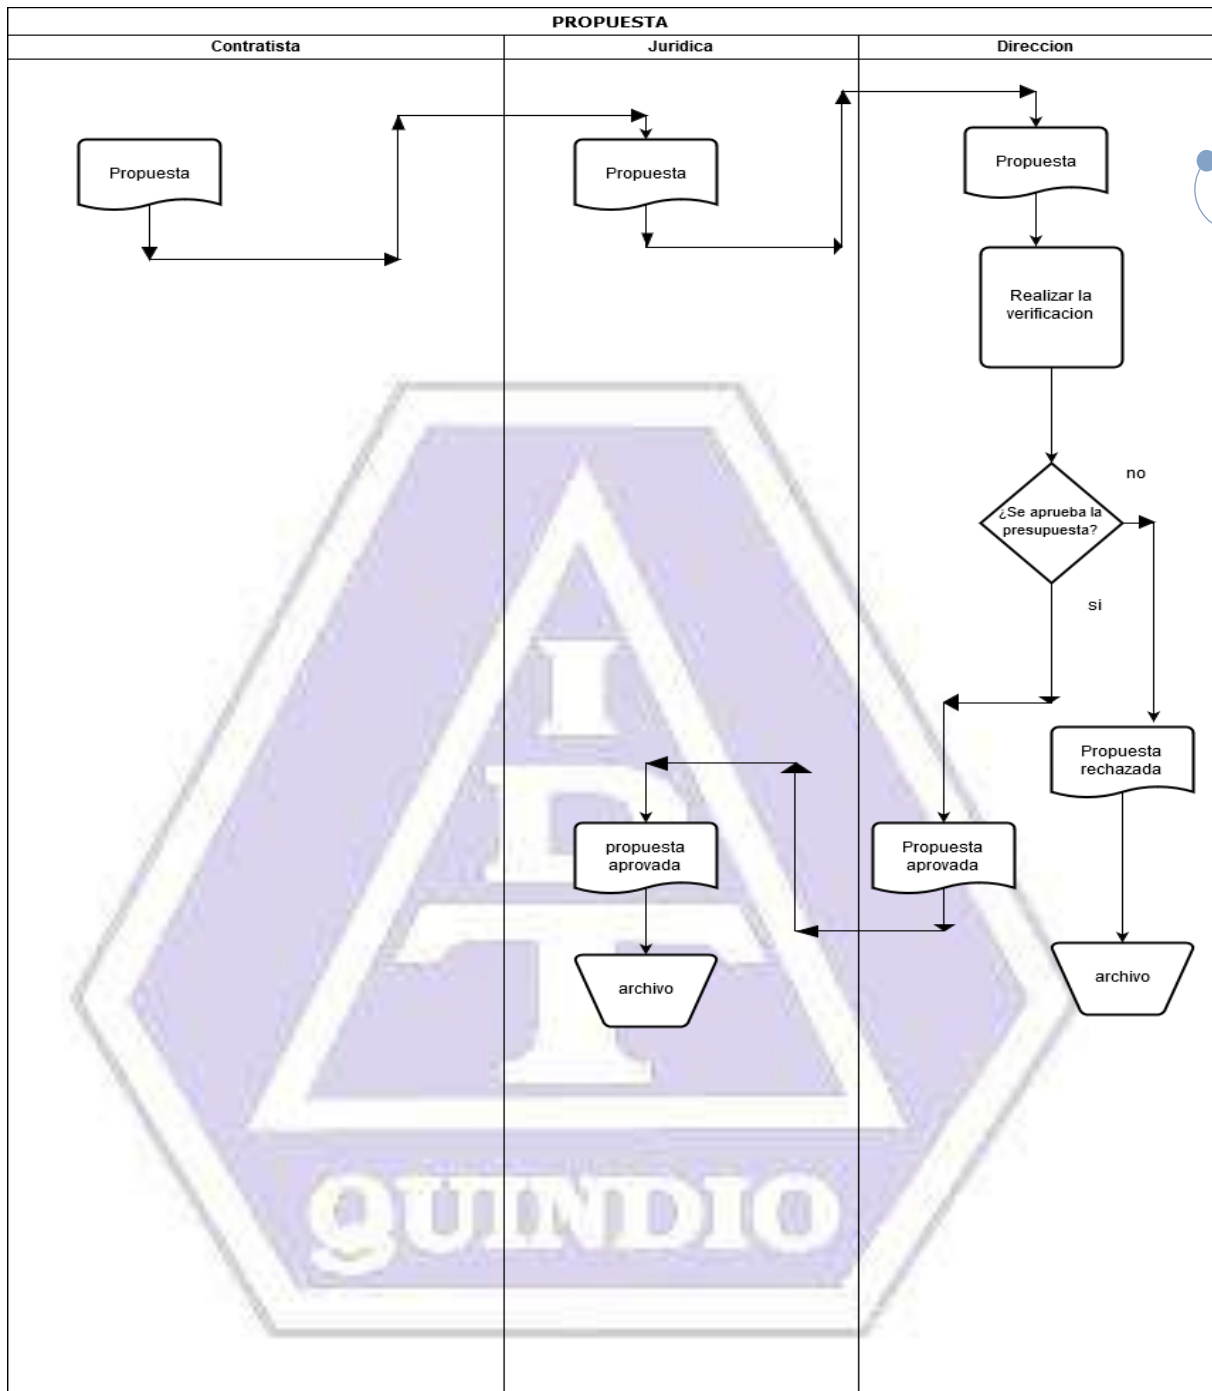 PROPUESTA
Contratista
Juridica
Direccion
Propuesta
Propuesta
Propuesta
Realizar la
verificacion
no
¿Se aprueba la
presupuesta?
si
Propuesta
rechazada
propuesta
aprovada
Propuesta
aprovada
archivo
archivo
I
D
T
QUINDIO